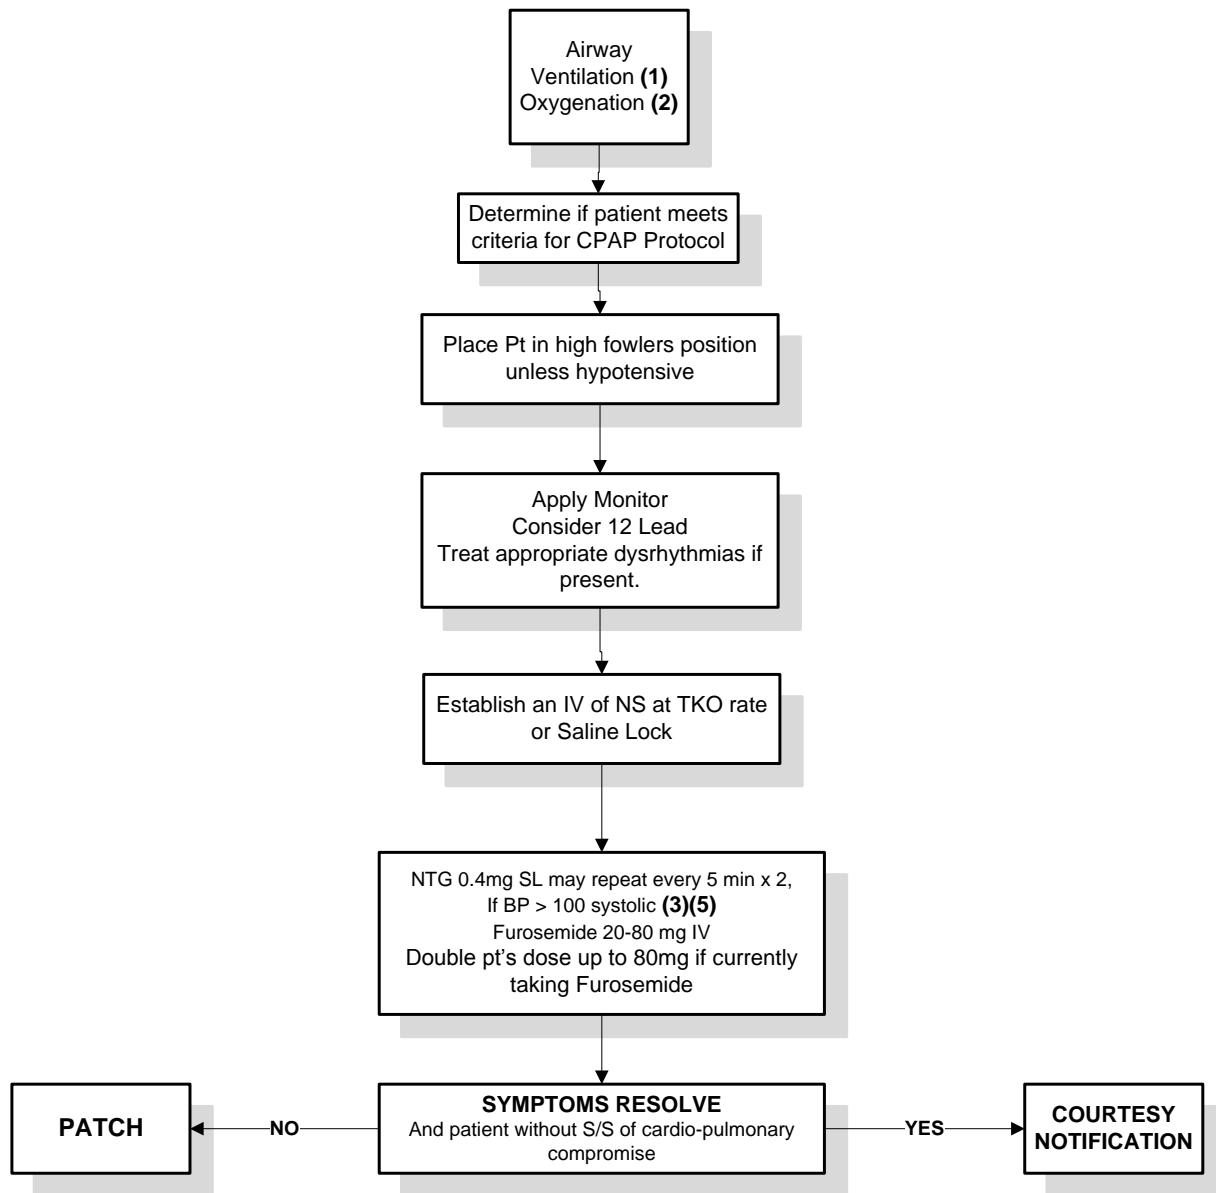 Airway
Ventilation (1)
Oxygenation (2)
Determine if patient meets
criteria for CPAP Protocol
Place Pt in high fowlers position
unless hypotensive
Apply Monitor
Consider 12 Lead
Treat appropriate dysrhythmias if
present.
Establish an IV of NS at TKO rate
or Saline Lock
NTG 0.4mg SL may repeat every 5 min x 2,
If BP > 100 systolic (3)(5)
Furosemide 20-80 mg IV
Double pt's dose up to 80mg if currently
taking Furosemide
PATCH
NO
SYMPTOMS RESOLVE
And patient without S/S of cardio-pulmonary
compromise
YES
COURTESY
NOTIFICATION